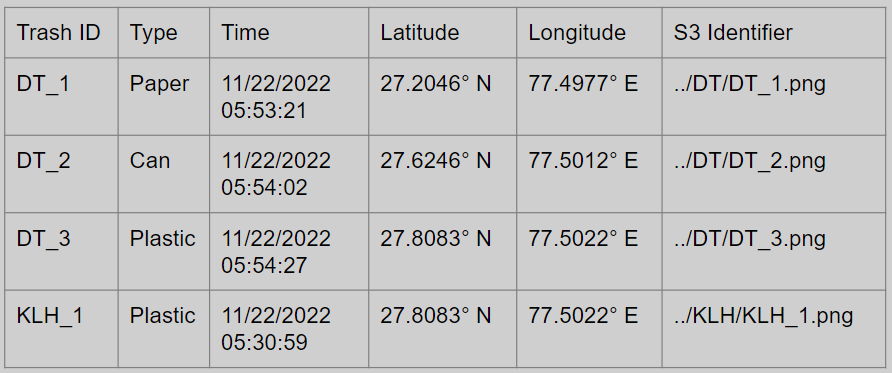 Trash ID Type Time Latitude Longitude S3 Identifier
DT_1 Paper 11/22/2022 27.2046° N 77.4977° E ../DT/DT_1.png
05:53:21
DT_2 Can 11/22/2022 27.6246° N 77.5012° E ../DT/DT_2.png
05:54:02
DT_3 Plastic 11/22/2022 27.8083° N 77.5022° E ../DT/DT_3.png
05:54:27
KLH_1 Plastic 11/22/2022 27.8083° N 77.5022° E ../KLH/KLH_1.png
05:30:59